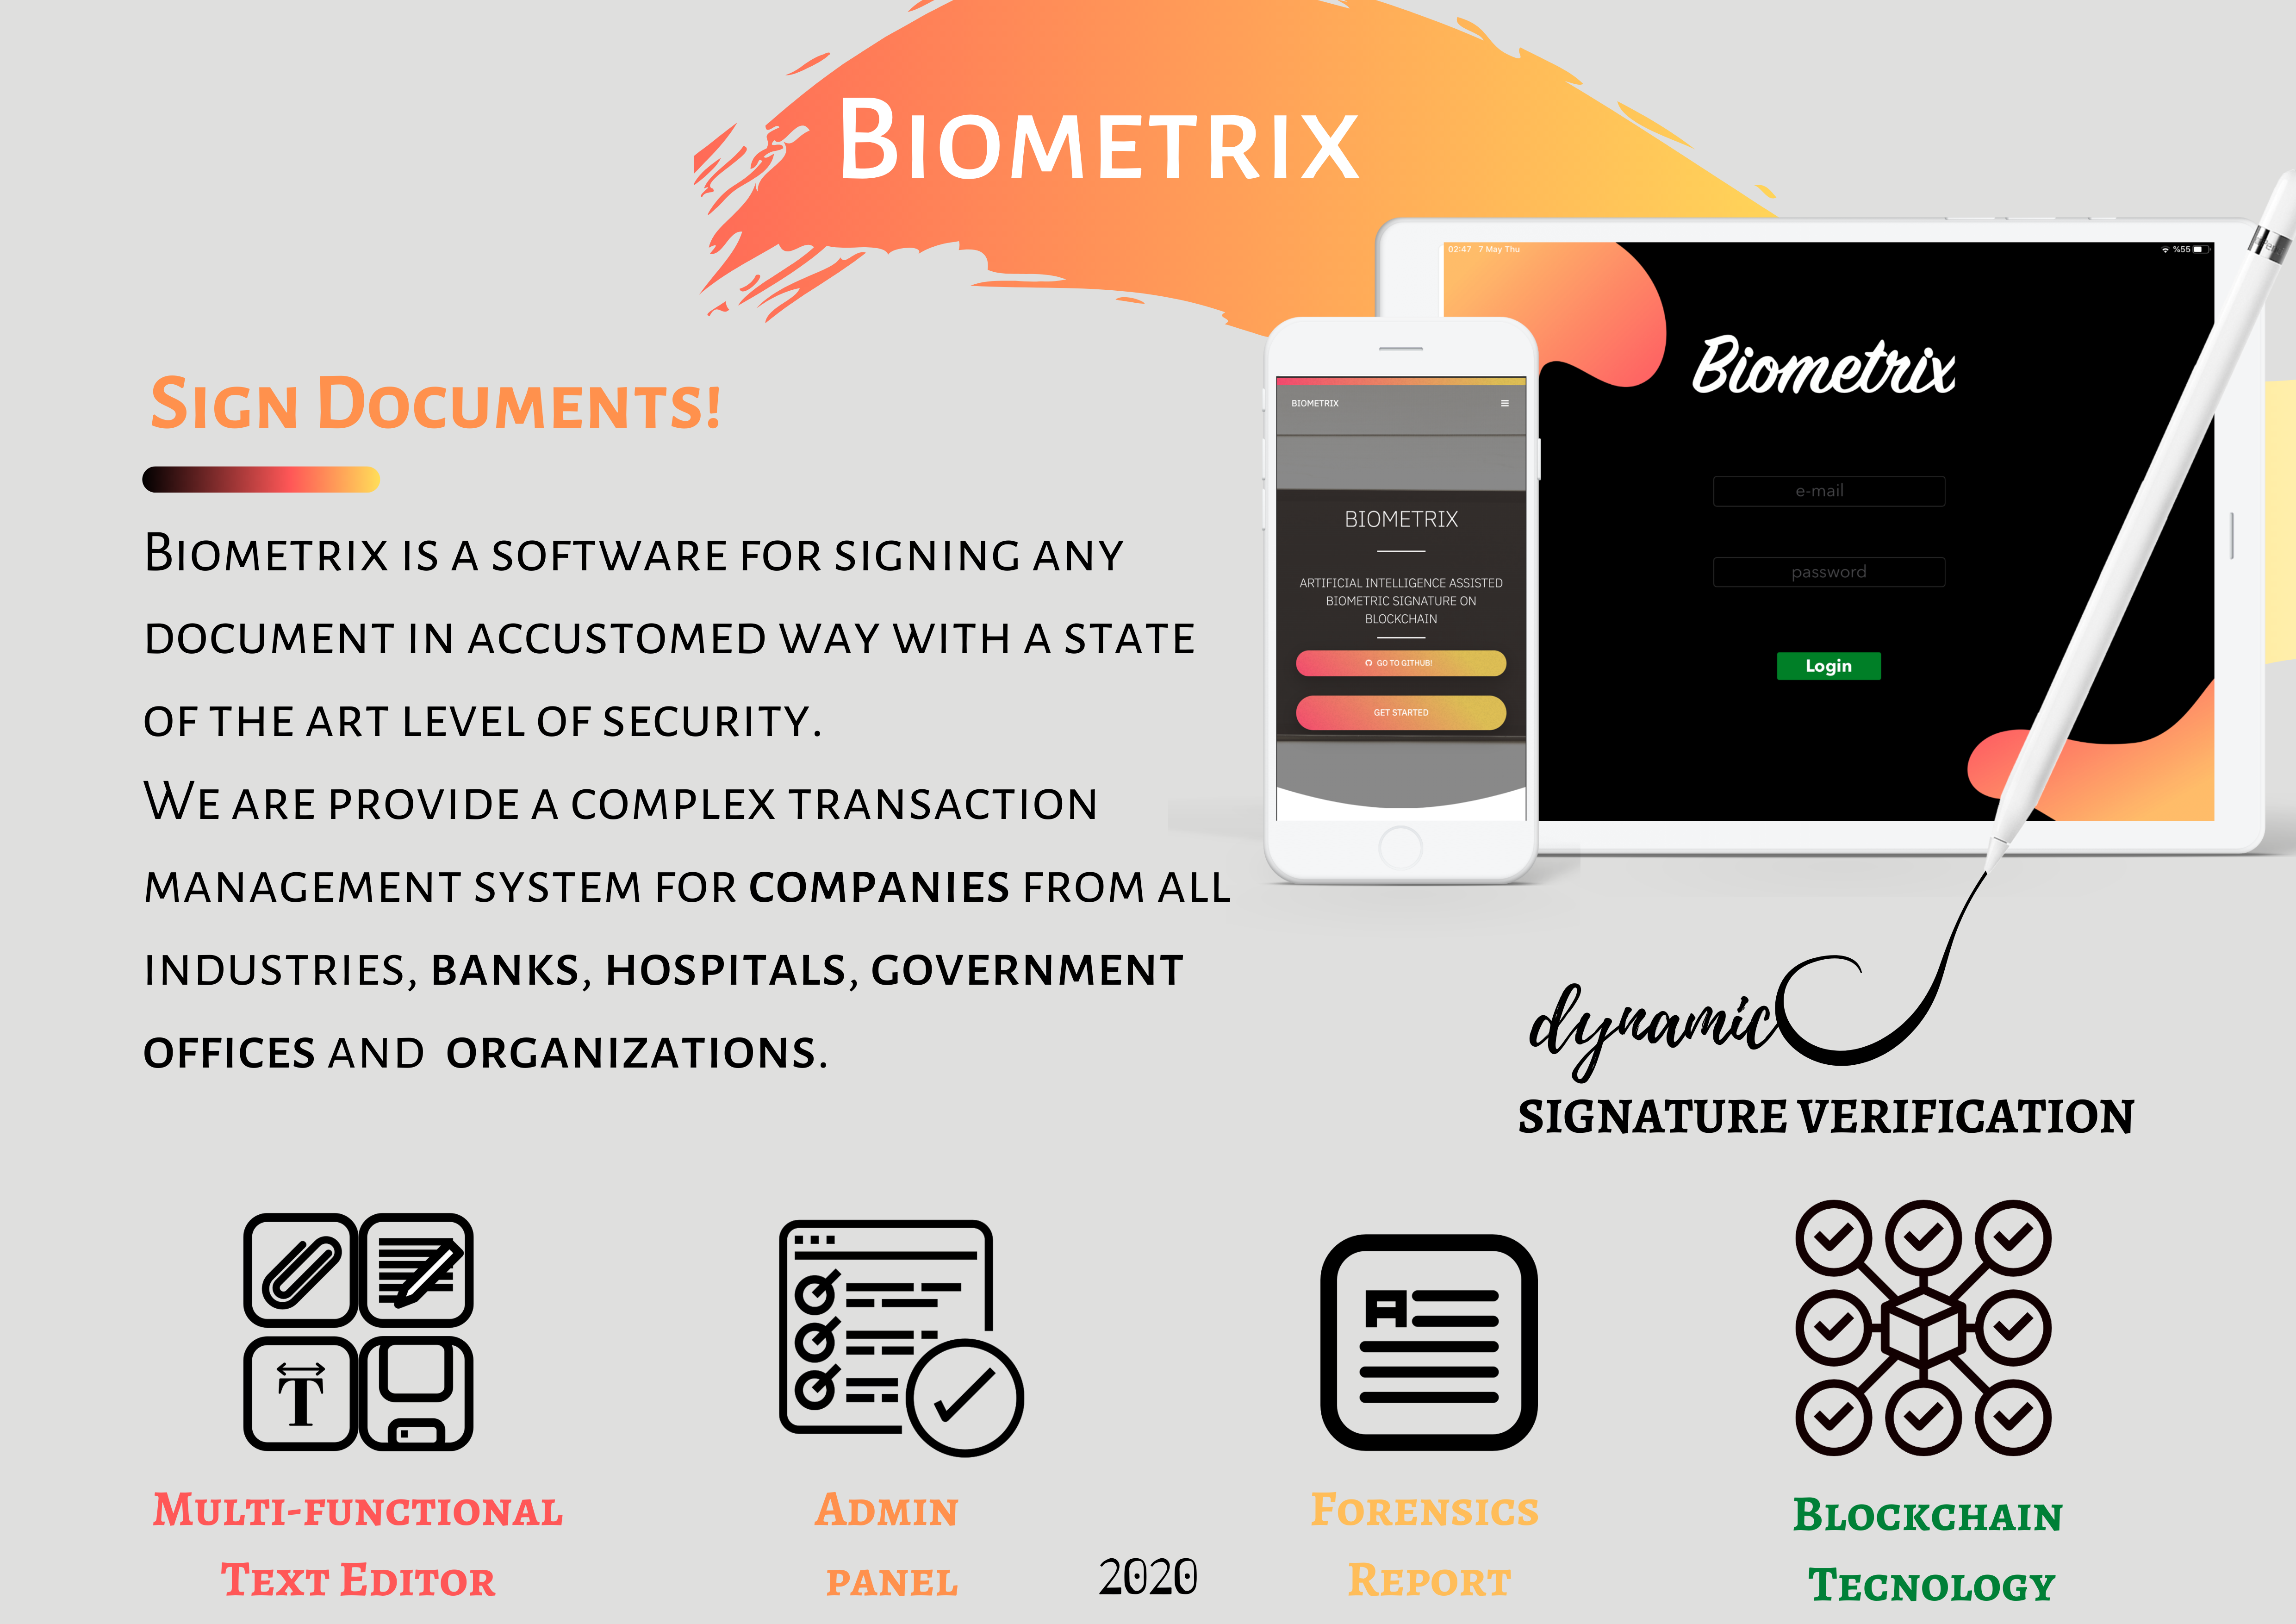 Biometrix
Sign Documents!
Biometrix is a software for signing any
document in accustomed way with a state
of the art level of security.
We are provide a complex transaction
management system for companies from all
industries, banks, hospitals, government
offices and organizations.
02:47 7 May Thu
%55
Biometrix
e-mail
password
Login
BIOMETRIX
BIOMETRIX
ARTIFICIAL INTELLIGENCE ASSISTED
BIOMETRIC SIGNATURE ON
BLOCKCHAIN
GO TO GITHUB!
GET STARTED
dynamic
SIGNATURE VERIFICATION
T
A
Multi-functional
Text Editor
Admin
panel
2020
Forensics
Report
Blockchain
Tecnology